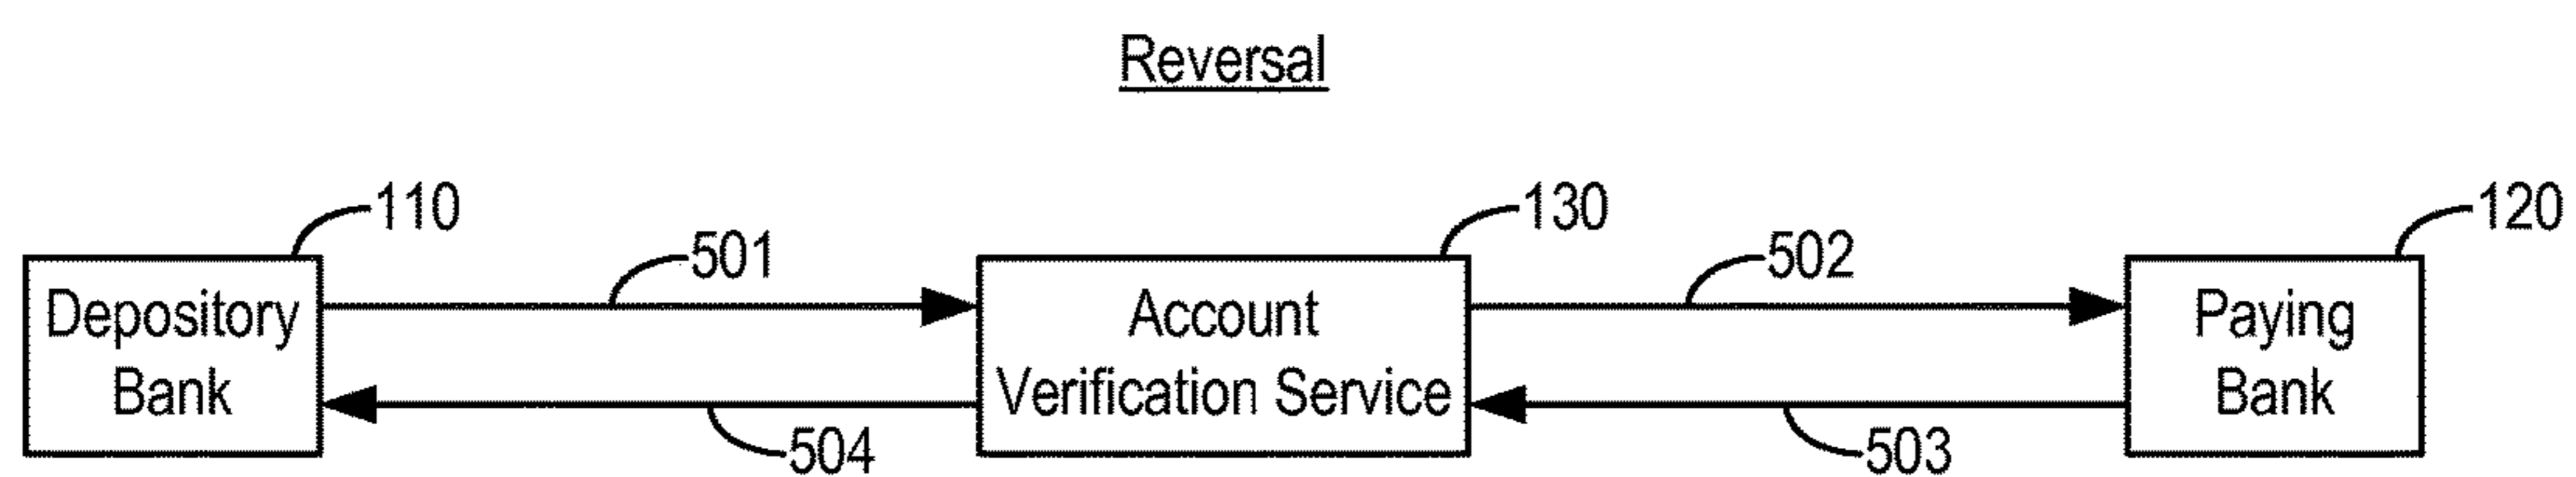 Reversal
110
501
130
502
120
Depository
Bank
Account
Verification Service
Paying
Bank
504
503